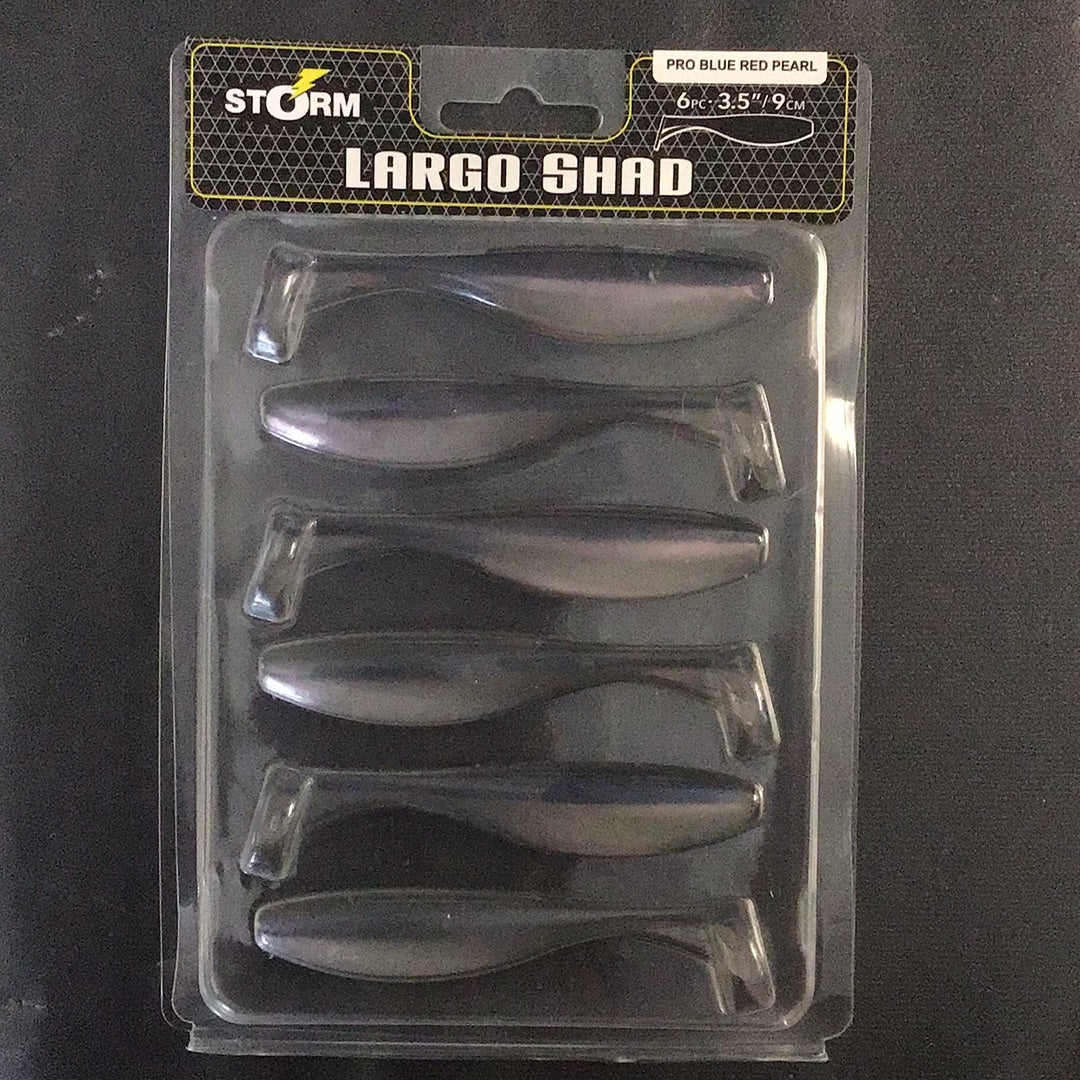 STORM
PRO BLUE RED PEARL
6PC · 3.5"/9CM
LARGO SHAD